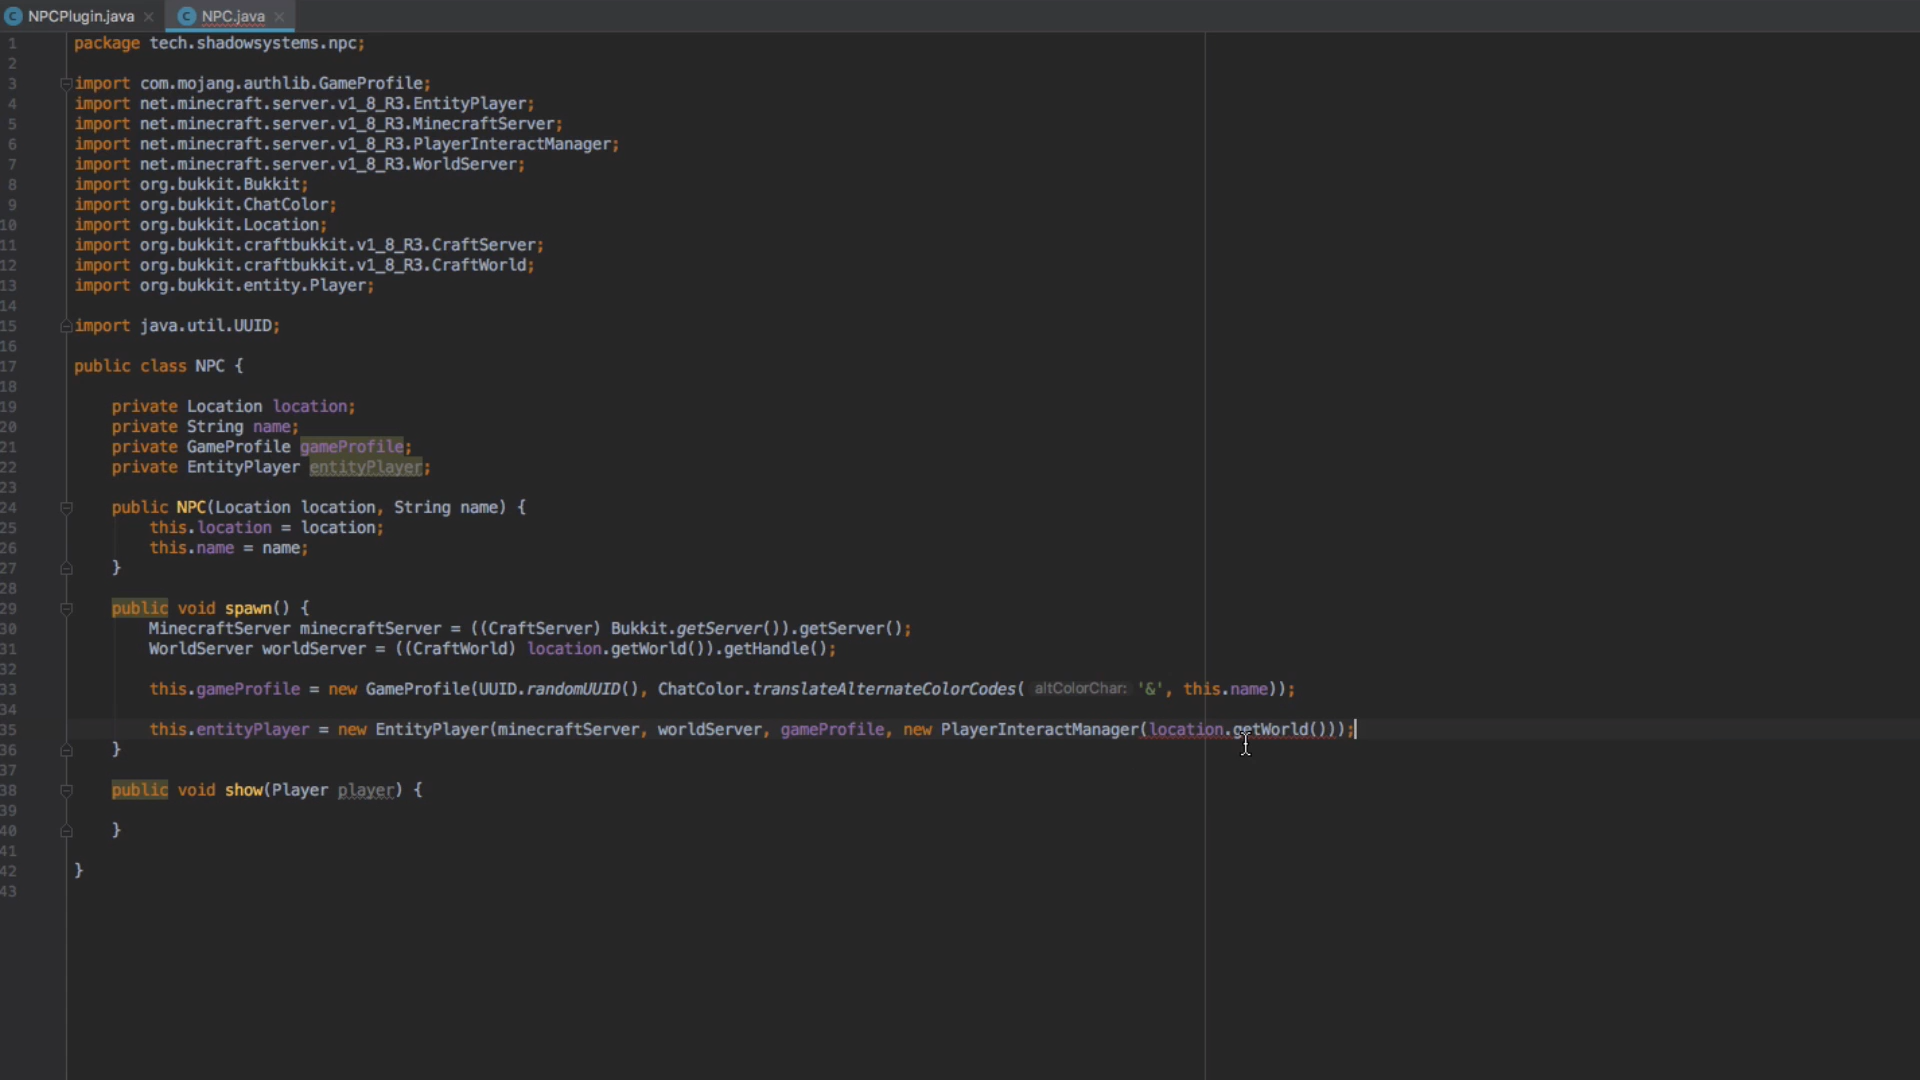 NPCPlugin.java
NPC.java
1 package tech.shadowsystems.npc;
2
3 import com.mojang.authlib.GameProfile;
4 import net.minecraft.server.v1_8_R3.EntityPlayer;
5 import net.minecraft.server.v1_8_R3.MinecraftServer;
6 import net.minecraft.server.v1_8_R3.PlayerInteractManager;
7 import net.minecraft.server.v1_8_R3.WorldServer;
8 import org.bukkit.Bukkit;
9 import org.bukkit.ChatColor;
10 import org.bukkit.Location;
11 import org.bukkit.craftbukkit.v1_8_R3.CraftServer;
12 import org.bukkit.craftbukkit.v1_8_R3.CraftWorld;
13 import org.bukkit.entity.Player;
14
15 import java.util.UUID;
16
17 public class NPC {
18
19 private Location location;
20 private String name;
21 private GameProfile gameProfile;
22 private EntityPlayer entityPlayer;
23
24 public NPC(Location location, String name) {
25 this.location = location;
26 this.name = name;
27 }
28
29 public void spawn() {
30 MinecraftServer minecraftServer = ((CraftServer) Bukkit.getServer()).getServer();
31 WorldServer worldServer = ((CraftWorld) location.getWorld()).getHandle();
32
33 this.gameProfile = new GameProfile(UUID.randomUUID(), ChatColor.translateAlternateColorCodes( altColorChar: '&', this.name));
34
35 this.entityPlayer = new EntityPlayer(minecraftServer, worldServer, gameProfile, new PlayerInteractManager(location.getWorld()));
36 }
37
38 public void show(Player player) {
39
40 }
41
42 }
43